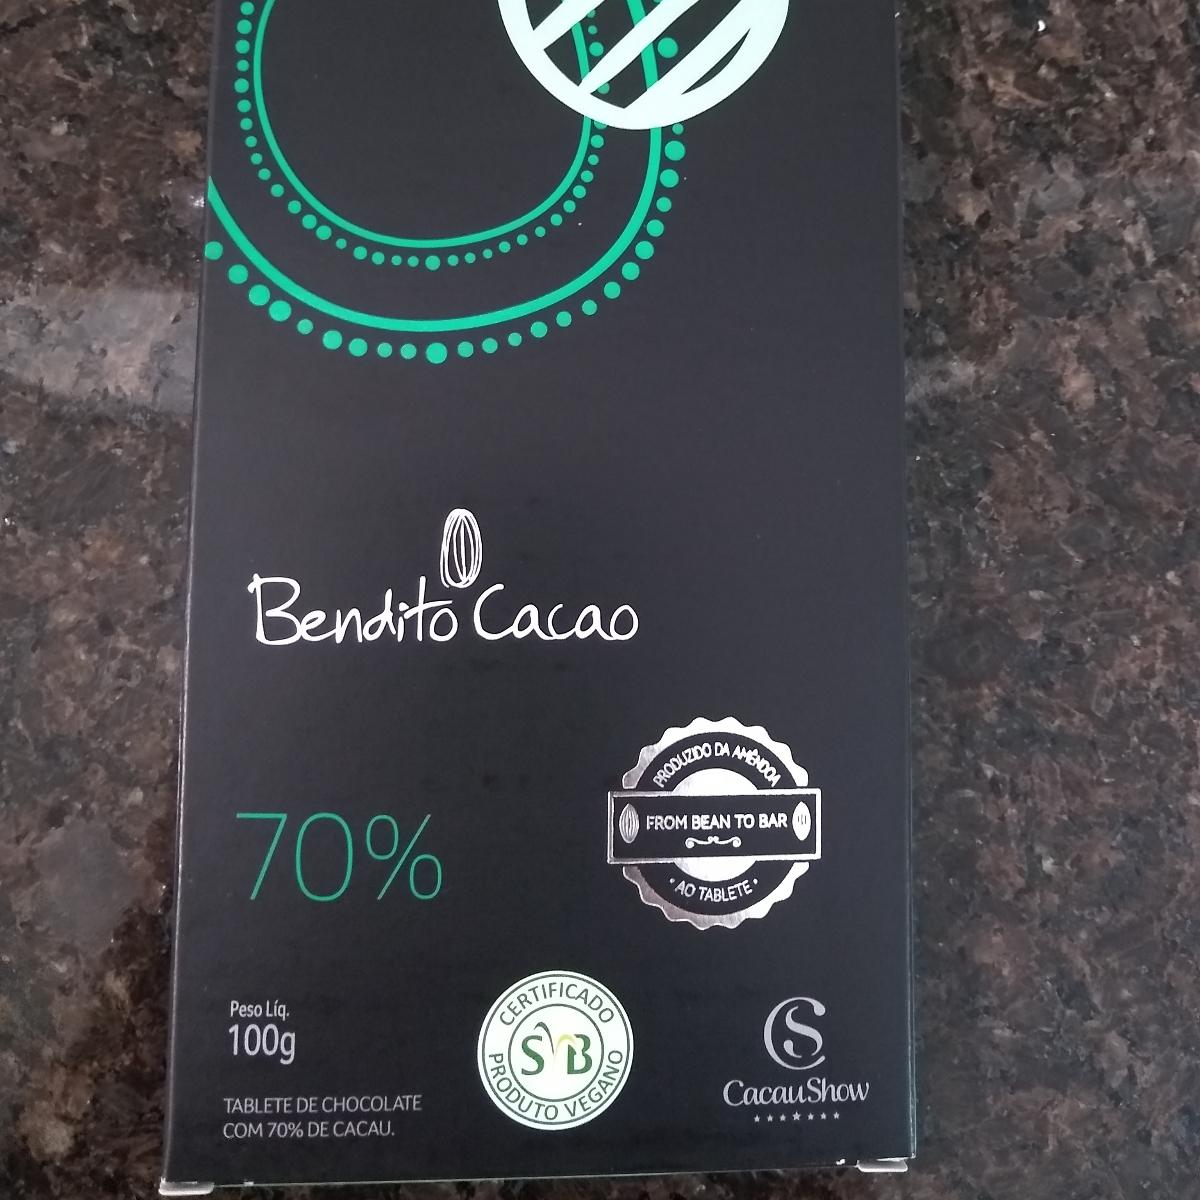 Bendito Cacao
PRODUZIDO DA AMÊNDOA
FROM BEAN TO BAR
AO TABLETE
70%
Peso Líq.
100g
TABLETE DE CHOCOLATE
COM 70% DE CACAU.
CERTIFICADO
SVB
PRODUTO VEGANO
CS
CacauShow